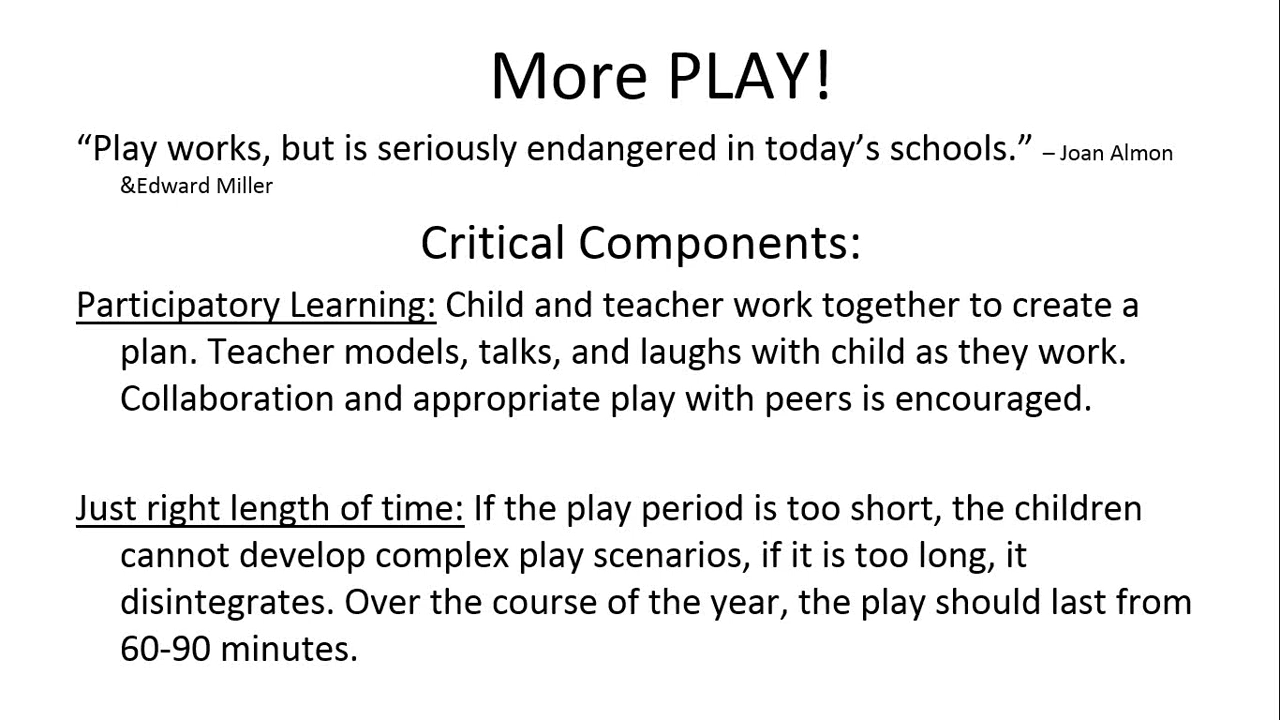 More PLAY!
“Play works, but is seriously endangered in today’s schools.” – Joan Almon
&Edward Miller
Critical Components:
Participatory Learning: Child and teacher work together to create a
plan. Teacher models, talks, and laughs with child as they work.
Collaboration and appropriate play with peers is encouraged.
Just right length of time: If the play period is too short, the children
cannot develop complex play scenarios, if it is too long, it
disintegrates. Over the course of the year, the play should last from
60-90 minutes.